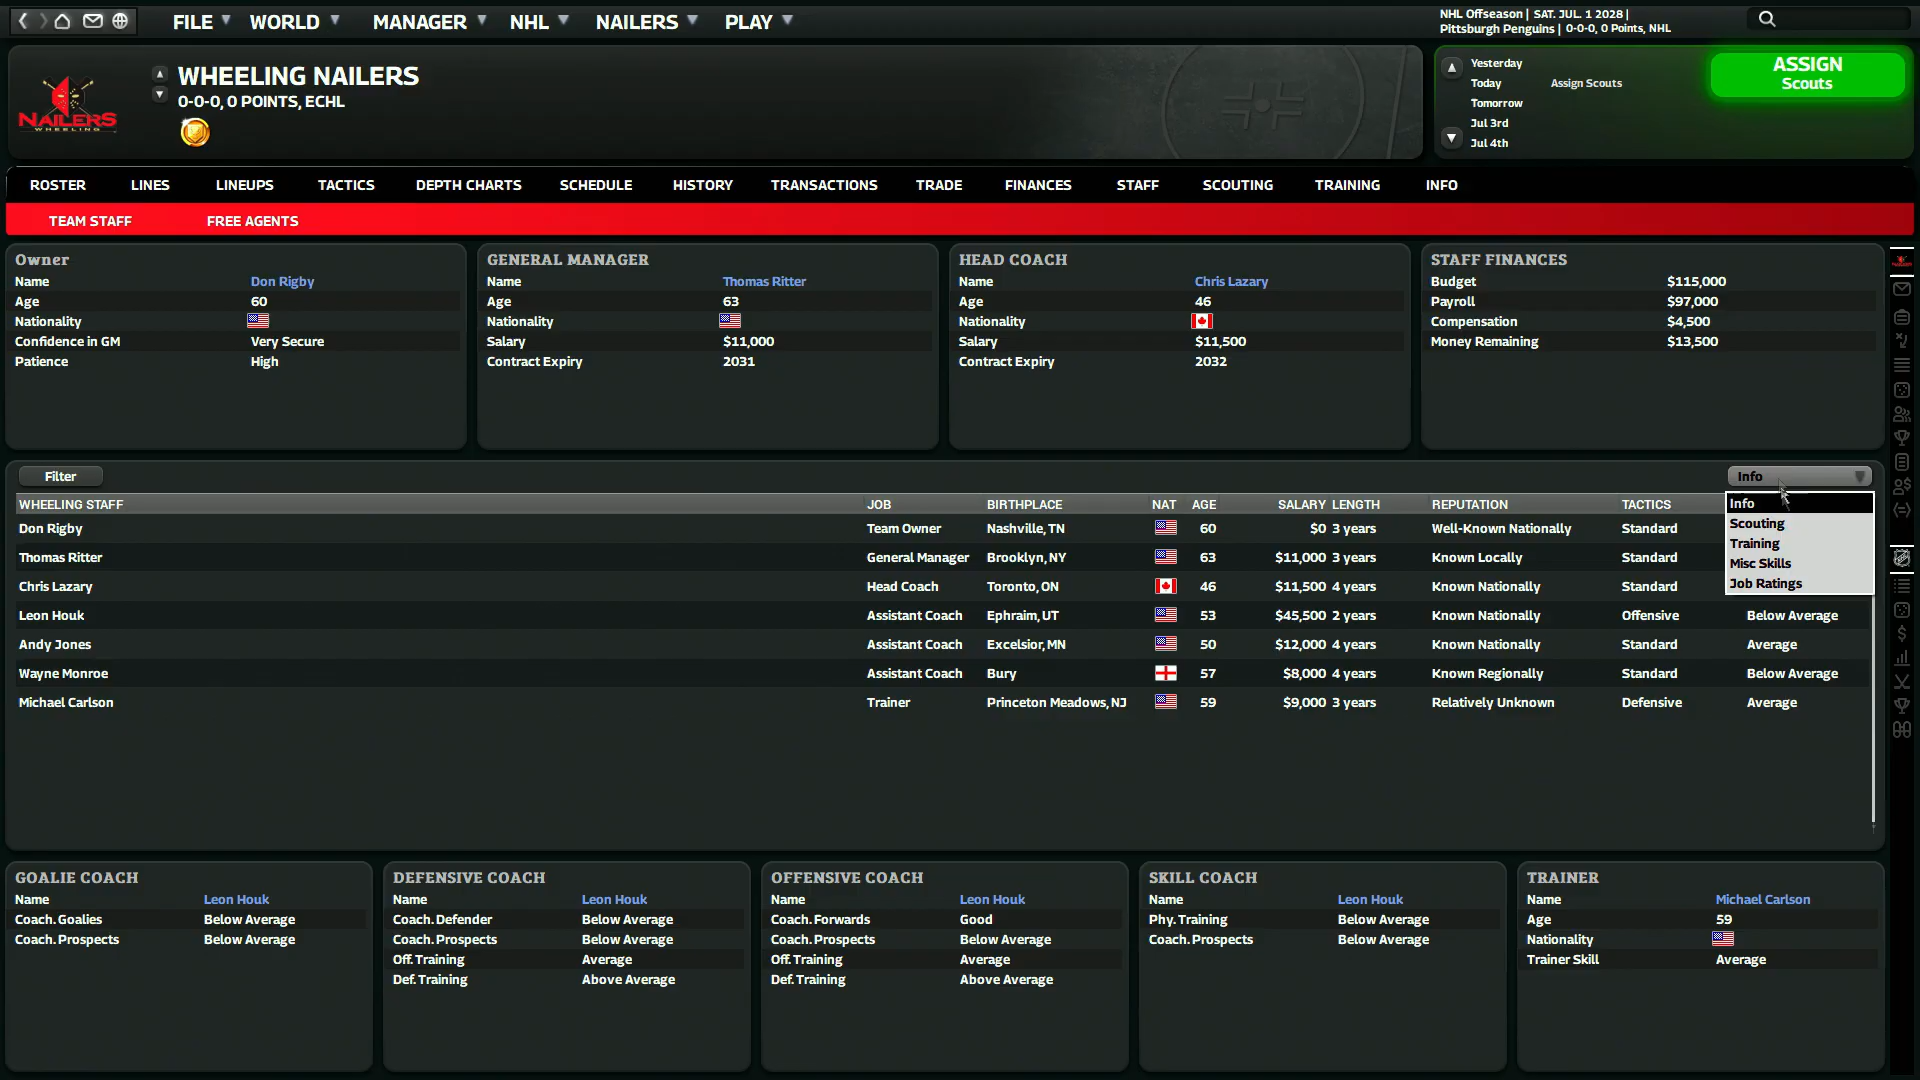 FILE WORLD MANAGER NHL NAILERS PLAY
NHL Offseason | SAT. JUL. 1 2028 |
Pittsburgh Penguins | 0-0-0, 0 Points, NHL
NAILERS
WHEELING
WHEELING NAILERS
0-0-0, 0 POINTS, ECHL
Yesterday
Today Assign Scouts
Tomorrow
Jul 3rd
Jul 4th
ASSIGN
Scouts
ROSTER LINES LINEUPS TACTICS DEPTH CHARTS SCHEDULE HISTORY TRANSACTIONS TRADE FINANCES STAFF SCOUTING TRAINING INFO
TEAM STAFF FREE AGENTS
Owner
Name Don Rigby
Age 60
Nationality
Confidence in GM Very Secure
Patience High
GENERAL MANAGER
Name Thomas Ritter
Age 63
Nationality
Salary $11,000
Contract Expiry 2031
HEAD COACH
Name Chris Lazary
Age 46
Nationality
Salary $11,500
Contract Expiry 2032
STAFF FINANCES
Budget $115,000
Payroll $97,000
Compensation $4,500
Money Remaining $13,500
Filter Info
WHEELING STAFF JOB BIRTHPLACE NAT AGE SALARY LENGTH REPUTATION TACTICS
Info
Scouting
Training
Misc Skills
Job Ratings
Don Rigby Team Owner Nashville, TN 60 $0 3 years Well-Known Nationally Standard
Thomas Ritter General Manager Brooklyn, NY 63 $11,000 3 years Known Locally Standard
Chris Lazary Head Coach Toronto, ON 46 $11,500 4 years Known Nationally Standard
Leon Houk Assistant Coach Ephraim, UT 53 $45,500 2 years Known Nationally Offensive Below Average
Andy Jones Assistant Coach Excelsior, MN 50 $12,000 4 years Known Nationally Standard Average
Wayne Monroe Assistant Coach Bury 57 $8,000 4 years Known Regionally Standard Below Average
Michael Carlson Trainer Princeton Meadows, NJ 59 $9,000 3 years Relatively Unknown Defensive Average
GOALIE COACH
Name Leon Houk
Coach. Goalies Below Average
Coach. Prospects Below Average
DEFENSIVE COACH
Name Leon Houk
Coach. Defender Below Average
Coach. Prospects Below Average
Off. Training Average
Def. Training Above Average
OFFENSIVE COACH
Name Leon Houk
Coach. Forwards Good
Coach. Prospects Below Average
Off. Training Average
Def. Training Above Average
SKILL COACH
Name Leon Houk
Phy. Training Below Average
Coach. Prospects Below Average
TRAINER
Name Michael Carlson
Age 59
Nationality
Trainer Skill Average